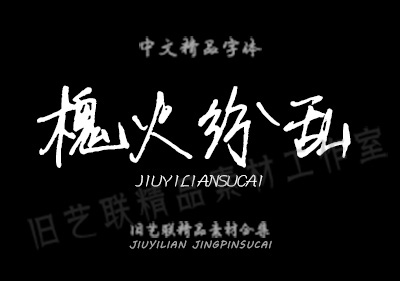 中文精品字体
槐火纷乱
JIUYILIANSUCAI
旧艺联精品素材工作室
旧艺联精品素材合集
JIUYILIAN JINGPINSUCAI